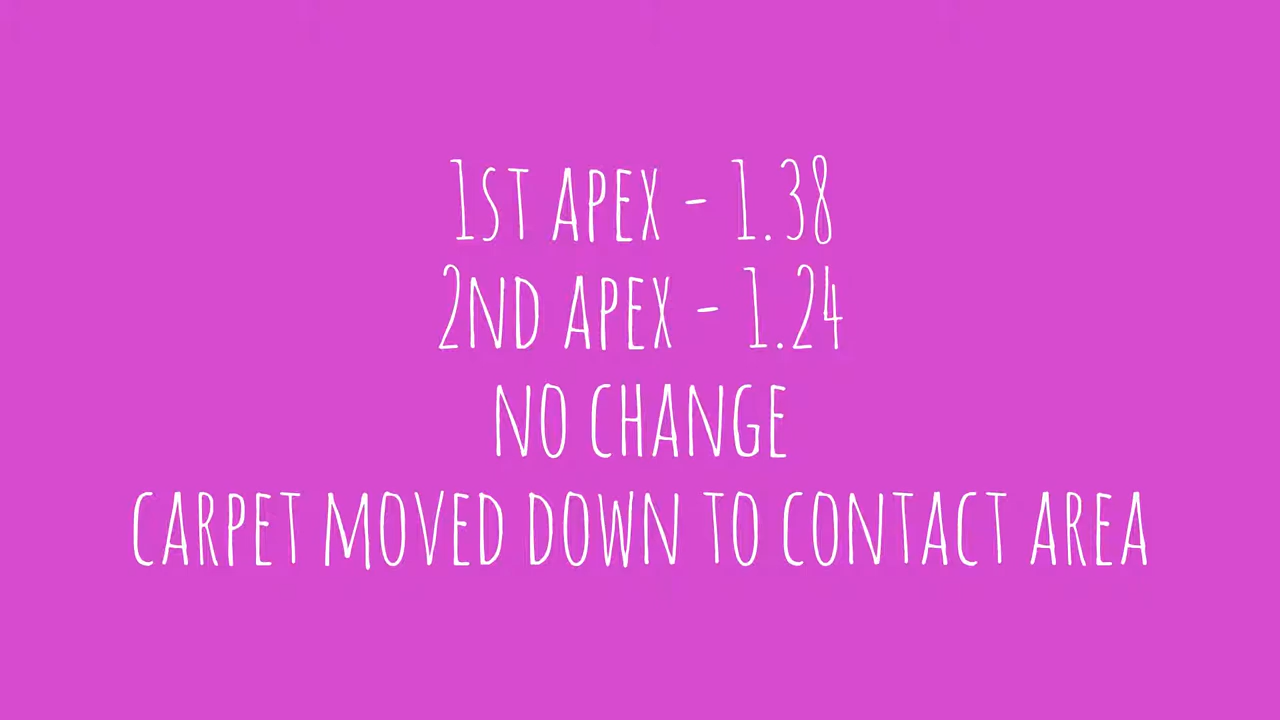 1ST APEX - 1.38
2ND APEX - 1.24
NO CHANGE
CARPET MOVED DOWN TO CONTACT AREA